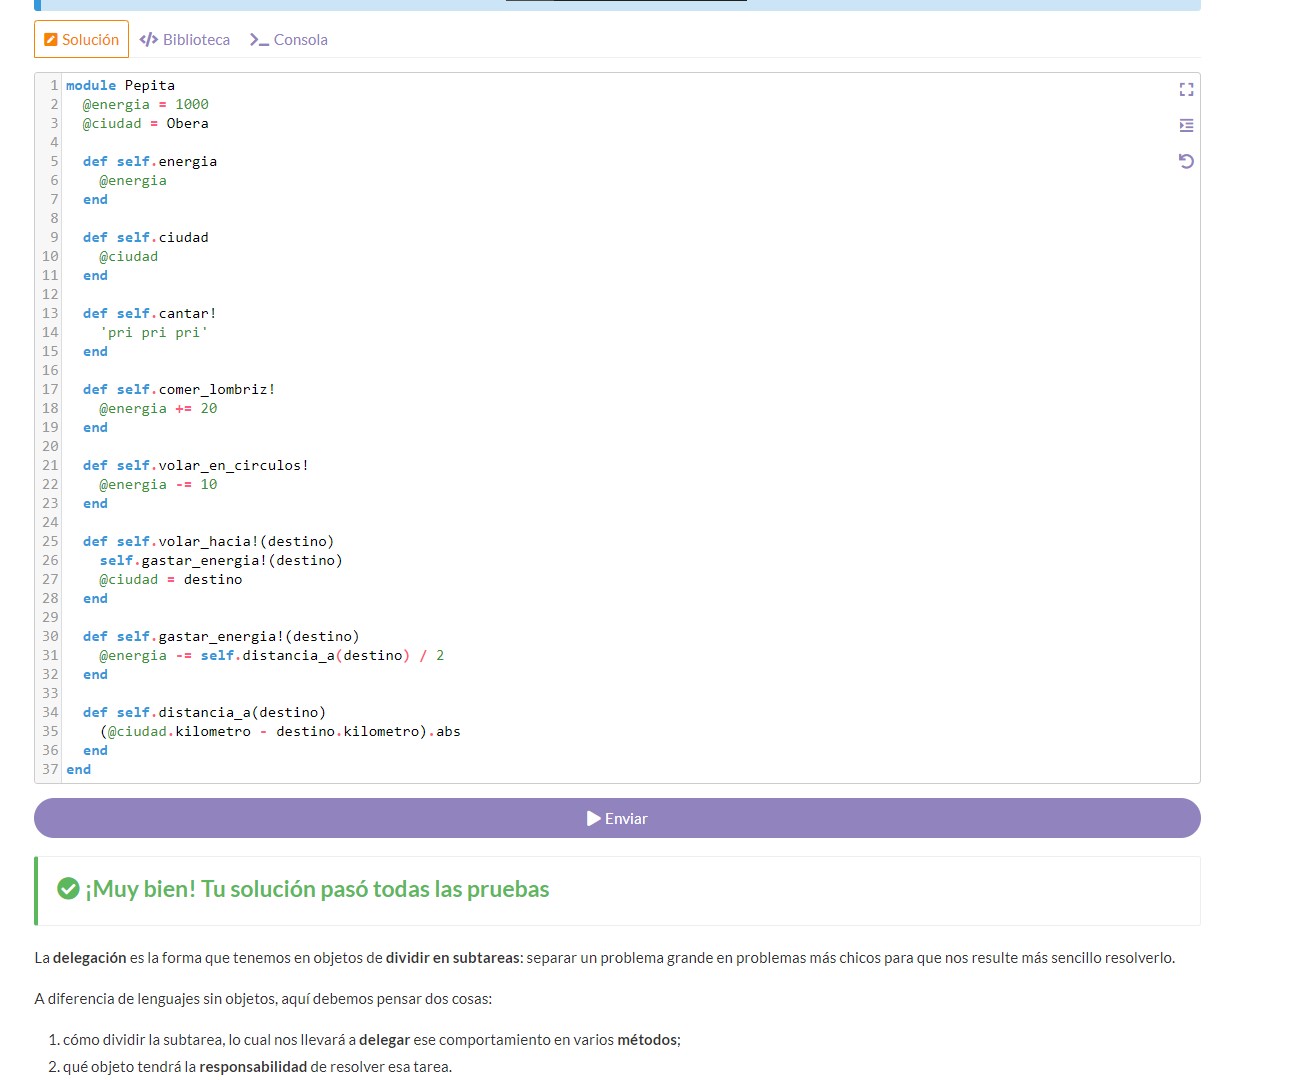 Solución </> Biblioteca >_ Consola
1 module Pepita
2   @energia = 1000
3   @ciudad = Obera
4
5   def self.energia
6     @energia
7   end
8
9   def self.ciudad
10     @ciudad
11   end
12
13   def self.cantar!
14     'pri pri pri'
15   end
16
17   def self.comer_lombriz!
18     @energia += 20
19   end
20
21   def self.volar_en_circulos!
22     @energia -= 10
23   end
24
25   def self.volar_hacia!(destino)
26     self.gastar_energia!(destino)
27     @ciudad = destino
28   end
29
30   def self.gastar_energia!(destino)
31     @energia -= self.distancia_a(destino) / 2
32   end
33
34   def self.distancia_a(destino)
35     (@ciudad.kilometro - destino.kilometro).abs
36   end
37 end
Enviar
¡Muy bien! Tu solución pasó todas las pruebas
La delegación es la forma que tenemos en objetos de dividir en subtareas: separar un problema grande en problemas más chicos para que nos resulte más sencillo resolverlo.
A diferencia de lenguajes sin objetos, aquí debemos pensar dos cosas:
1. cómo dividir la subtarea, lo cual nos llevará a delegar ese comportamiento en varios métodos;
2. qué objeto tendrá la responsabilidad de resolver esa tarea.